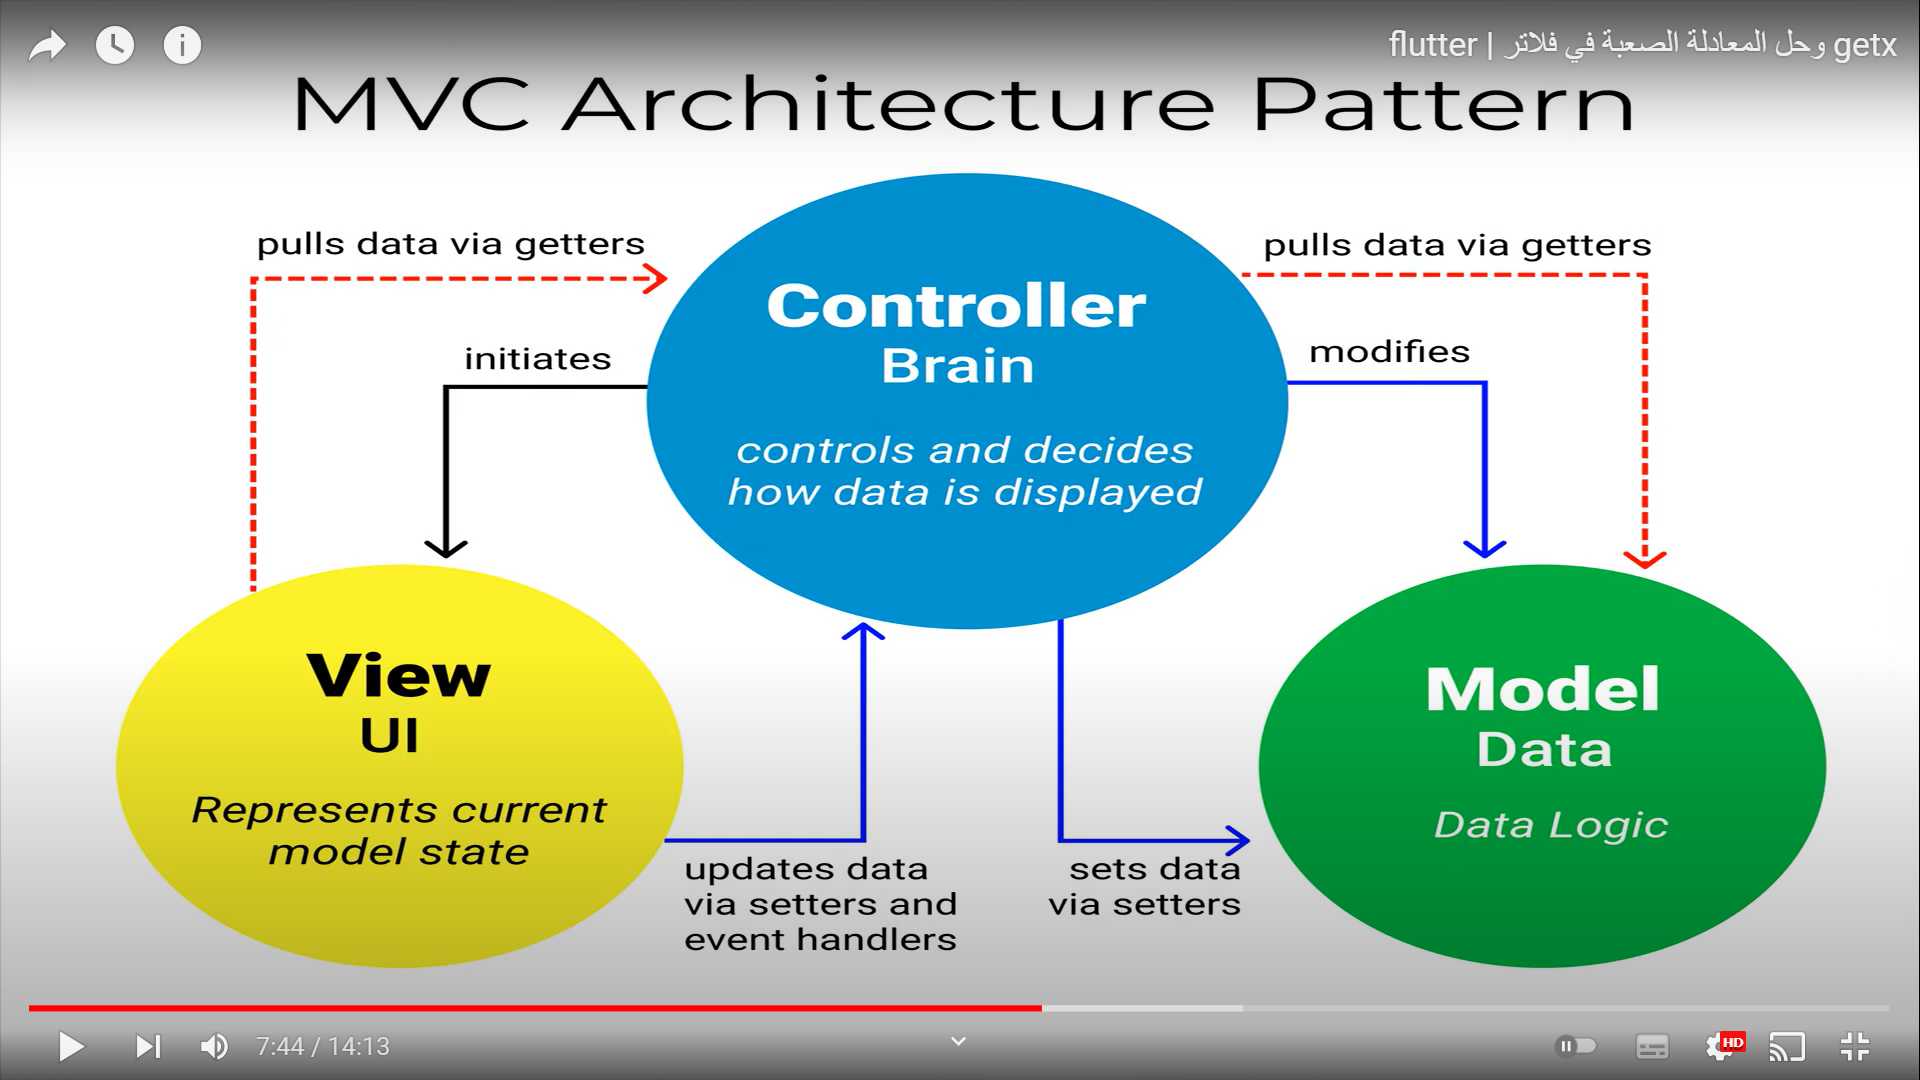 flutter | وحل المعادلة الصعبة في فلاتر getx
MVC Architecture Pattern
pulls data via getters
pulls data via getters
Controller
Brain
controls and decides
how data is displayed
initiates
modifies
View
UI
Represents current
model state
Model
Data
Data Logic
updates data
via setters and
event handlers
sets data
via setters
7:44 / 14:13
HD